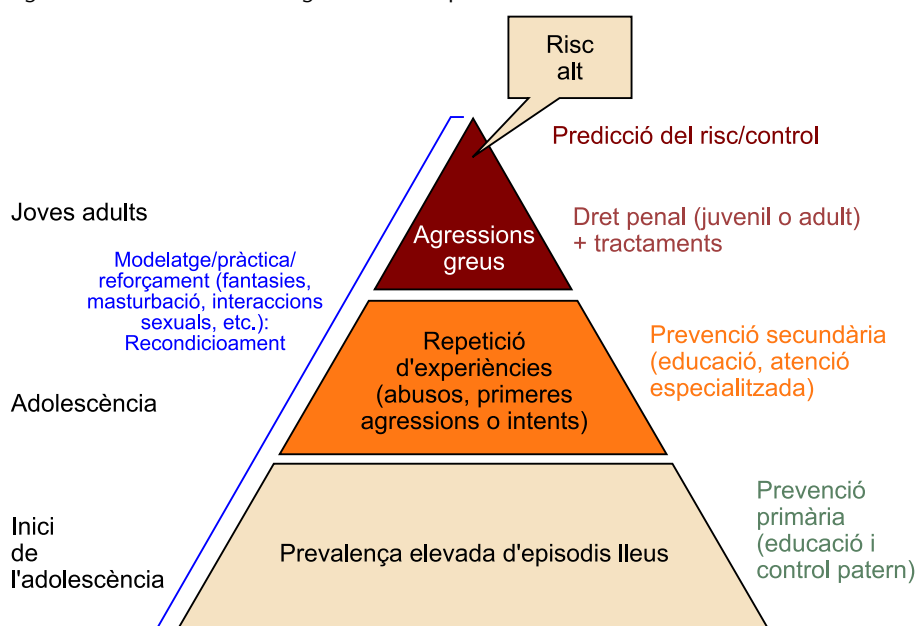 Risc
alt
Predicció del risc/control
Joves adults
Agressions
greus
Dret penal (juvenil o adult)
+ tractaments
Modelatge/pràctica/
reforçament (fantasies,
masturbació, interaccions
sexuals, etc.):
Recondicioament
Repetició
d'experiències
(abusos, primeres
agressions o intents)
Prevenció secundària
(educació, atenció
especialitzada)
Adolescència
Inici
de
l'adolescència
Prevalença elevada d'episodis lleus
Prevenció
primària
(educació i
control patern)